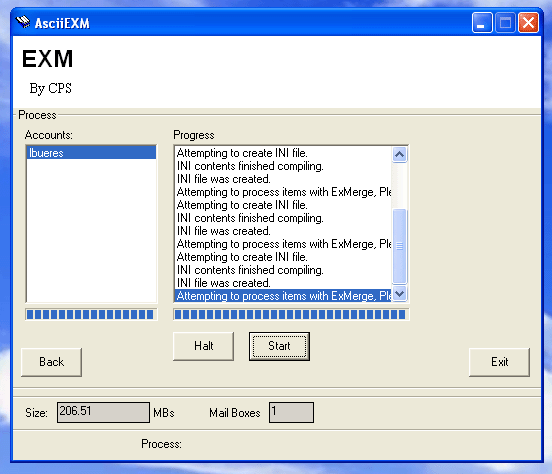 AsciiEXM
EXM
By CPS
Process
Accounts:
lbueres
Progress
Attempting to create INI file.
INI contents finished compiling.
INI file was created.
Attempting to process items with ExMerge, Ple
Attempting to create INI file.
INI contents finished compiling.
INI file was created.
Attempting to process items with ExMerge, Ple
Attempting to create INI file.
INI contents finished compiling.
INI file was created.
Attempting to process items with ExMerge, Ple
Halt
Start
Back
Exit
Size: 206.51 MBs Mail Boxes 1
Process: